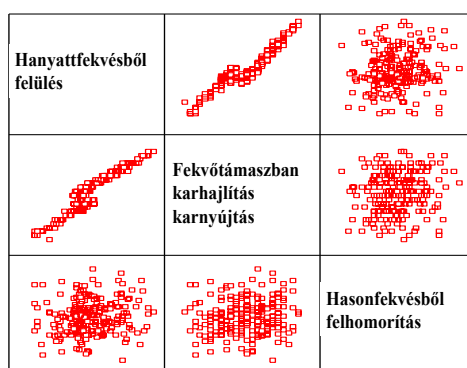 Hanyattfekvésből
felülés
Fekvőtámaszban
karhajlítás
karnyújtás
Hasonfekvésből
felhomorítás